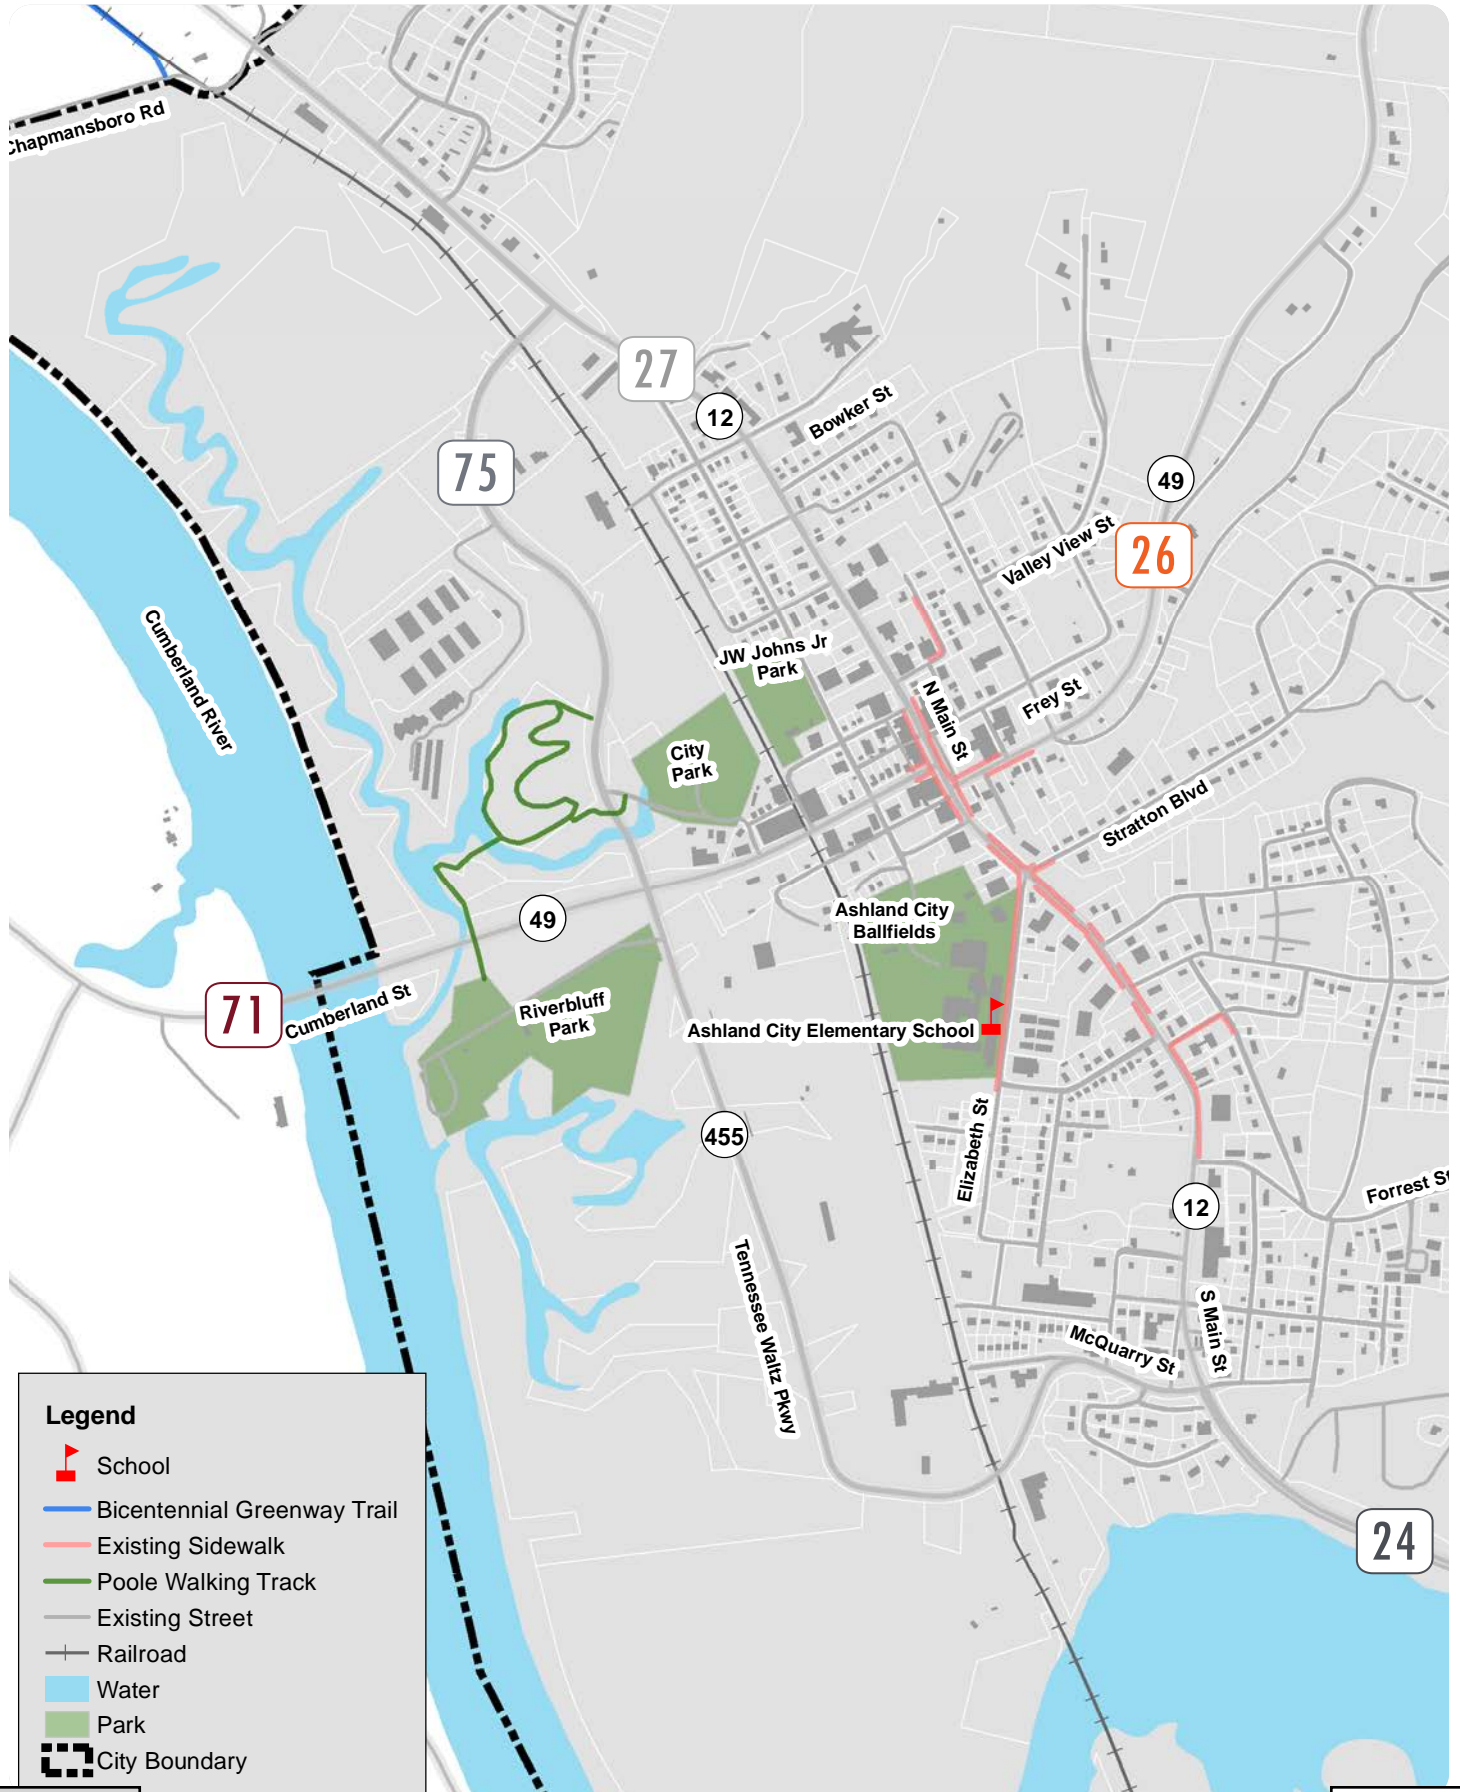 Chapmansboro Rd
27
12
Bowker St
75
49
Valley View St
26
Cumberland River
JW Johns Jr
Park
N Main St
Frey St
City
Park
Stratton Blvd
Ashland City
Ballfields
49
71
Cumberland St
Riverbluff
Park
Ashland City Elementary School
455
Elizabeth St
12
Forrest St
Tennessee Waltz Pkwy
S Main St
McQuarry St
24
Legend
School
Bicentennial Greenway Trail
Existing Sidewalk
Poole Walking Track
Existing Street
Railroad
Water
Park
City Boundary